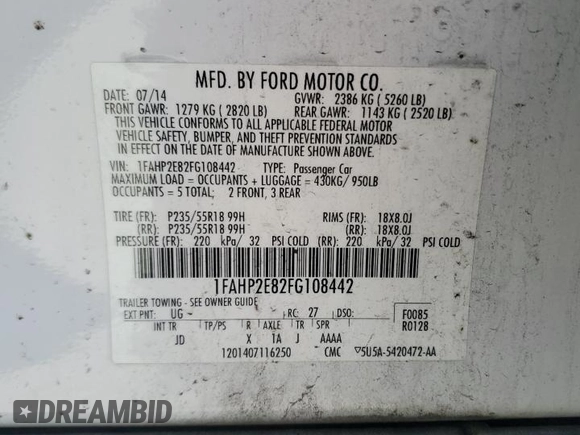 MFD. BY FORD MOTOR CO.
DATE: 07/14 GVWR: 2386 KG ( 5260 LB)
FRONT GAWR: 1279 KG ( 2820 LB) REAR GAWR: 1143 KG ( 2520 LB)
THIS VEHICLE CONFORMS TO ALL APPLICABLE FEDERAL MOTOR
VEHICLE SAFETY, BUMPER, AND THEFT PREVENTION STANDARDS
IN EFFECT ON THE DATE OF MANUFACTURE SHOWN ABOVE.
VIN: 1FAHP2E82FG108442 TYPE: Passenger Car
MAXIMUM LOAD = OCCUPANTS + LUGGAGE = 430KG/ 950LB
OCCUPANTS = 5 TOTAL; 2 FRONT, 3 REAR
TIRE (FR): P235/55R18 99H RIMS (FR): 18X8.0J
(RR): P235/55R18 99H (RR): 18X8.0J
PRESSURE (FR): 220 kPa/ 32 PSI COLD (RR): 220 kPa/ 32 PSI COLD
1FAHP2E82FG108442
TRAILER TOWING - SEE OWNER GUIDE
EXT PNT: UG RC: 27 DSO: F0085
INT TR TP/PS R AXLE TR SPR R0128
JD X 1A J AAAA
1201407116250 CMC ▽5U5A-5420472-AA
DREAMBID